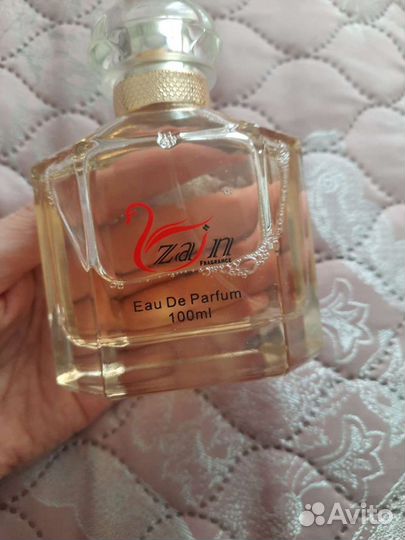 zain
FRAGRANCE
Eau De Parfum
100ml
Avito